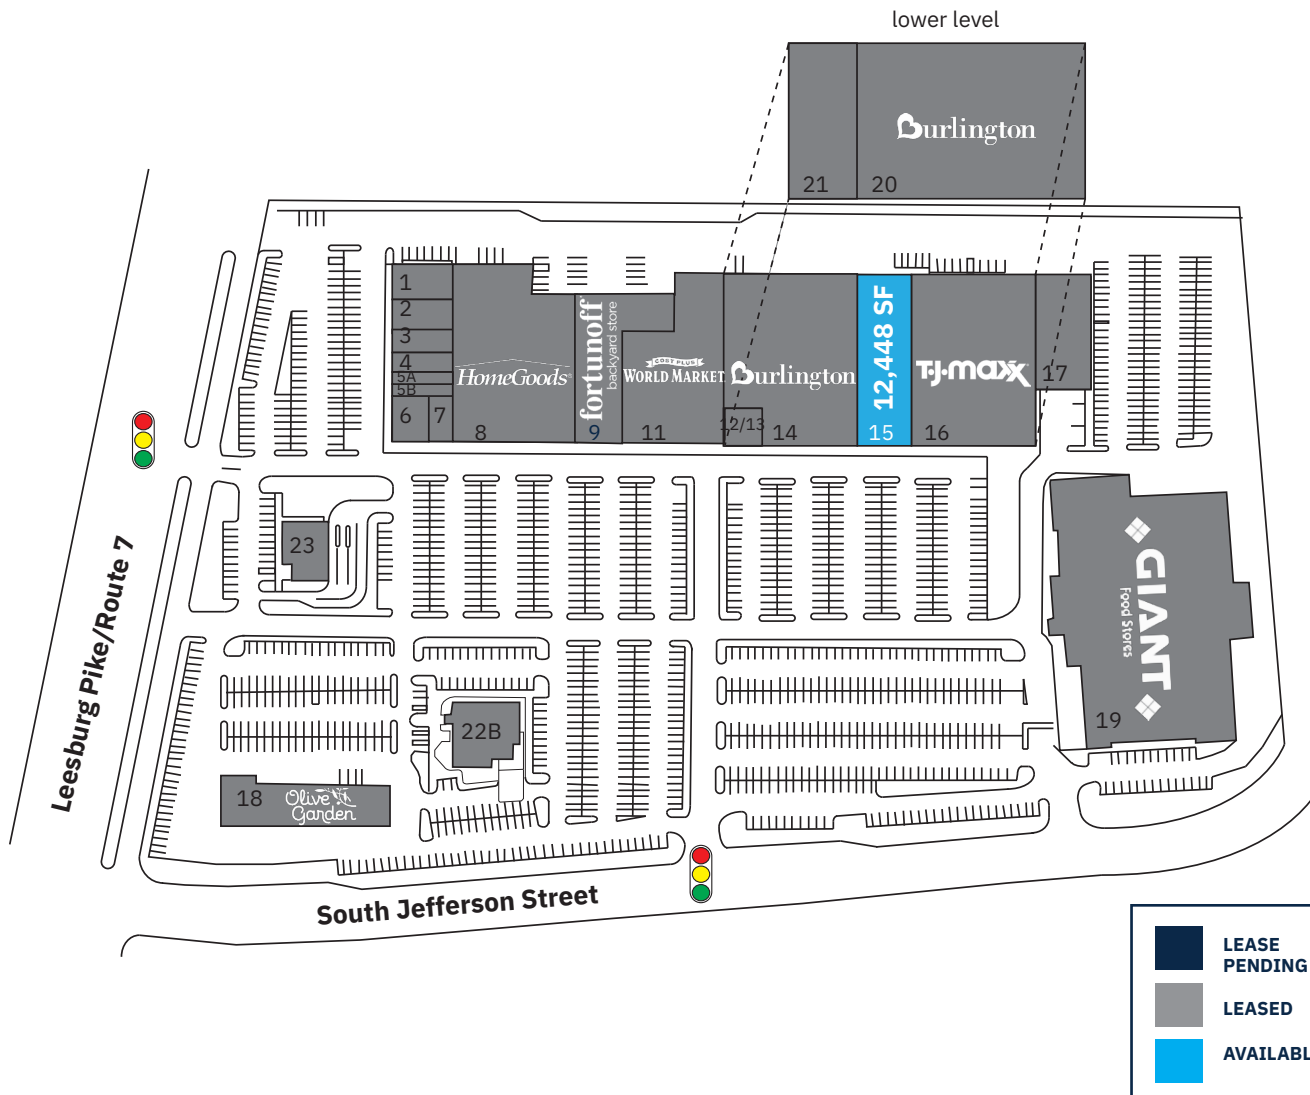 lower level
Burlington
21
20
1
2
3
4
5A
5B
6
7
HomeGoods
8
fortunoff
backyard store
9
COST PLUS
WORLD MARKET
11
12/13
Burlington
14
12,448 SF
15
T·J·maxx
16
17
23
22B
18
Olive
Garden
GIANT
Food Stores
19
Leesburg Pike/Route 7
South Jefferson Street
LEASE
PENDING
LEASED
AVAILABL